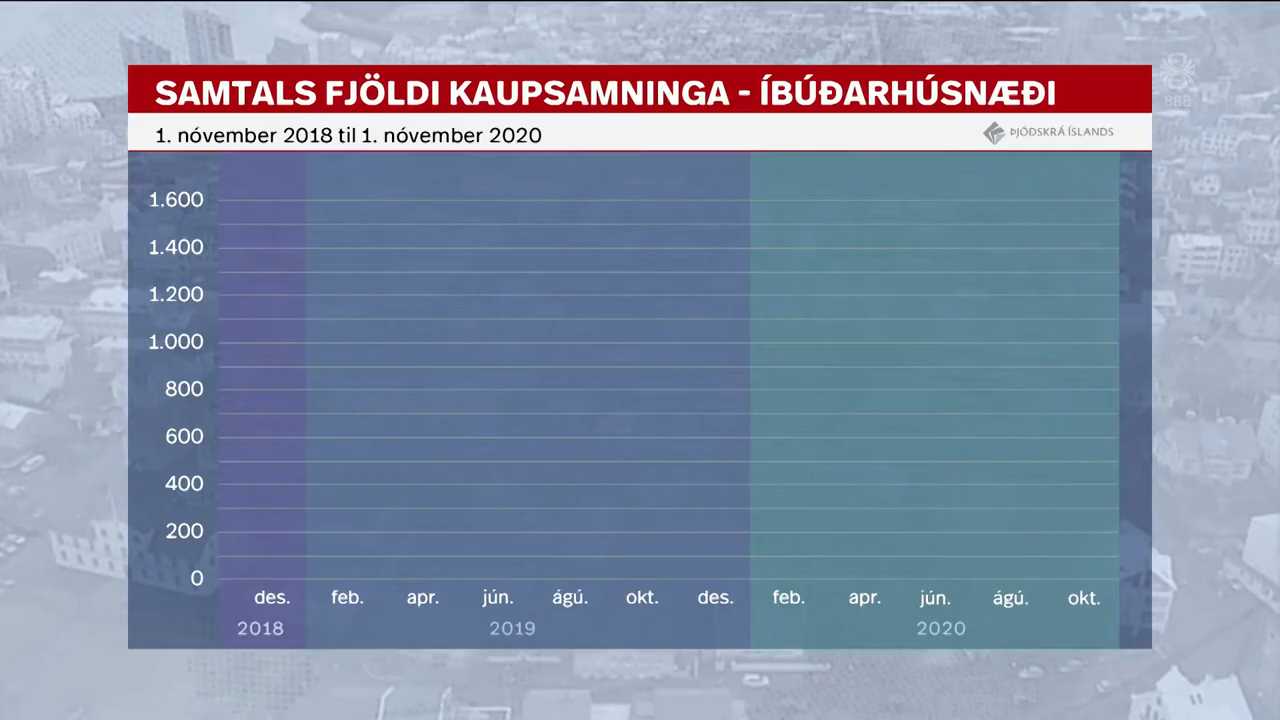 SAMTALS FJÖLDI KAUPSAMNINGA - ÍBÚÐARHÚSNÆÐI
888
1. nóvember 2018 til 1. nóvember 2020
ÞJÓÐSKRÁ ÍSLANDS
1.600
1.400
1.200
1.000
800
600
400
200
0
des. feb. apr. jún. ágú. okt. des. feb. apr. jún. ágú. okt.
2018 2019 2020